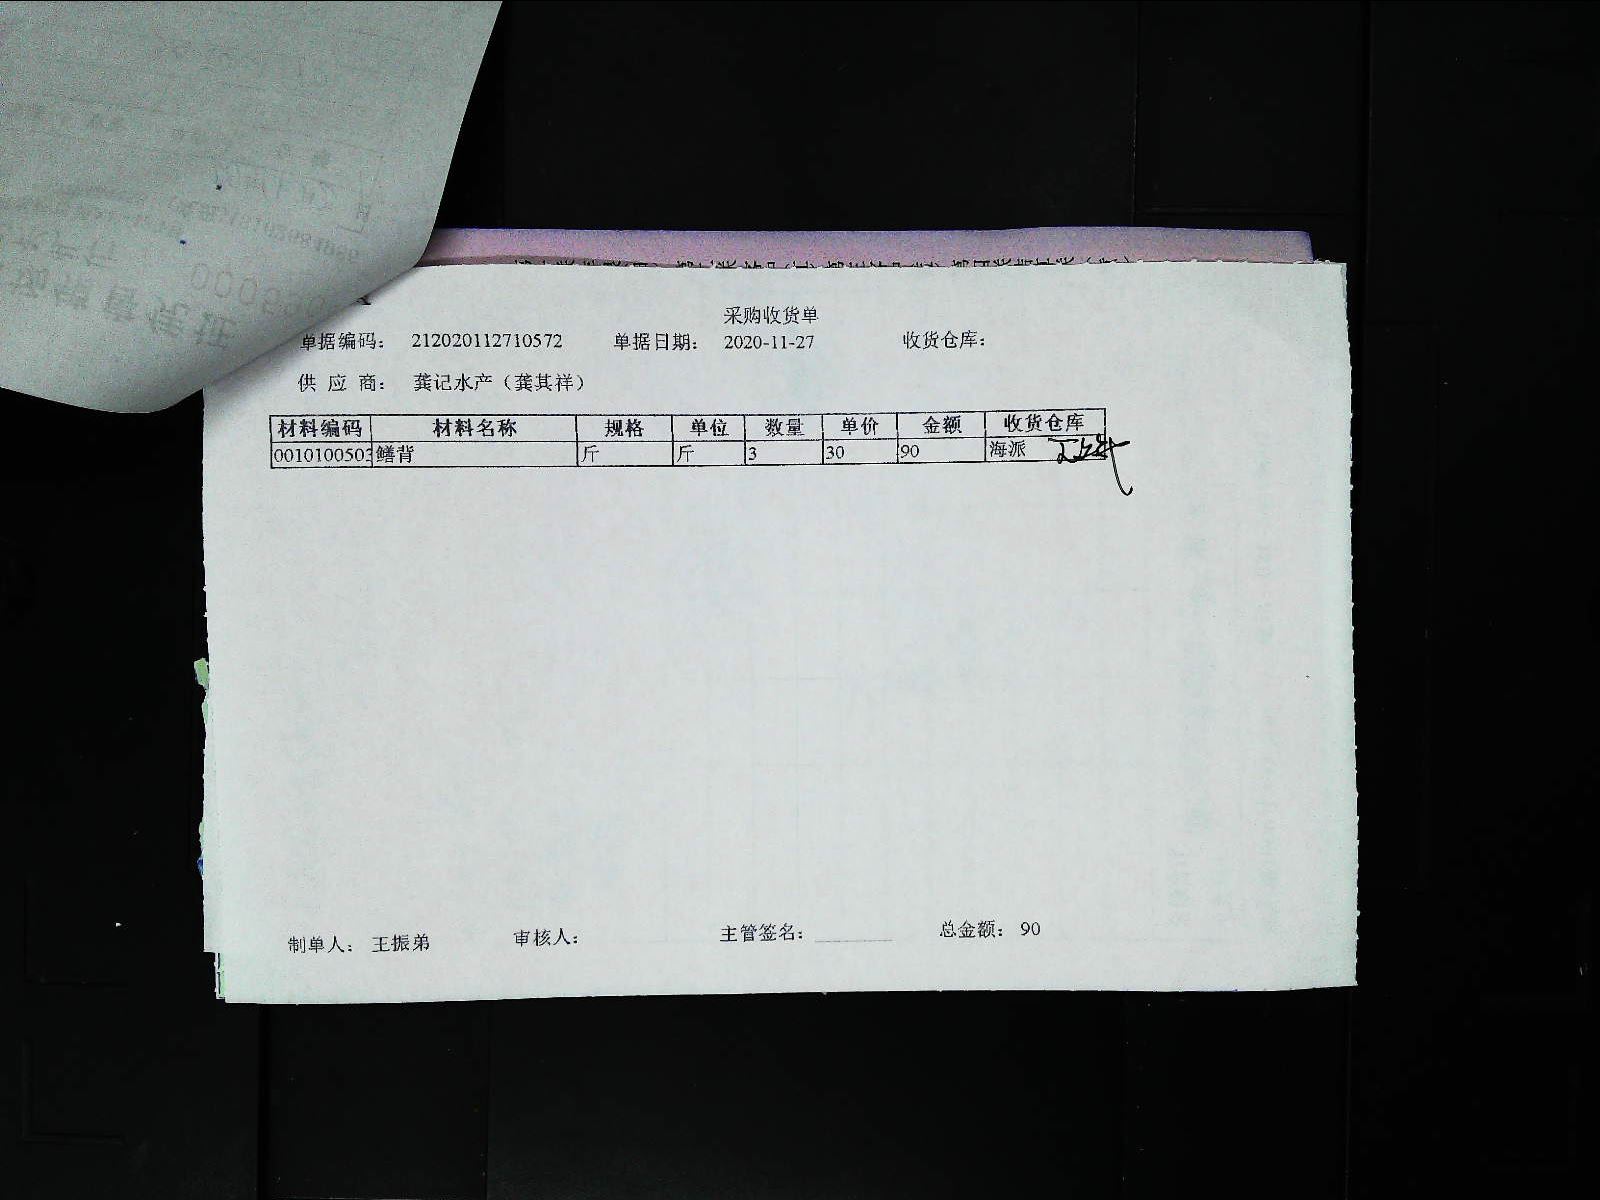 采购收货单
单据编码： 212020112710572 单据日期： 2020-11-27 收货仓库：
供 应 商： 龚记水产（龚其祥）
材料编码 材料名称 规格 单位 数量 单价 金额 收货仓库
0010100503 鳝背 斤 斤 3 30 90 海派
制单人： 王振弟 审核人： 主管签名： 总金额： 90